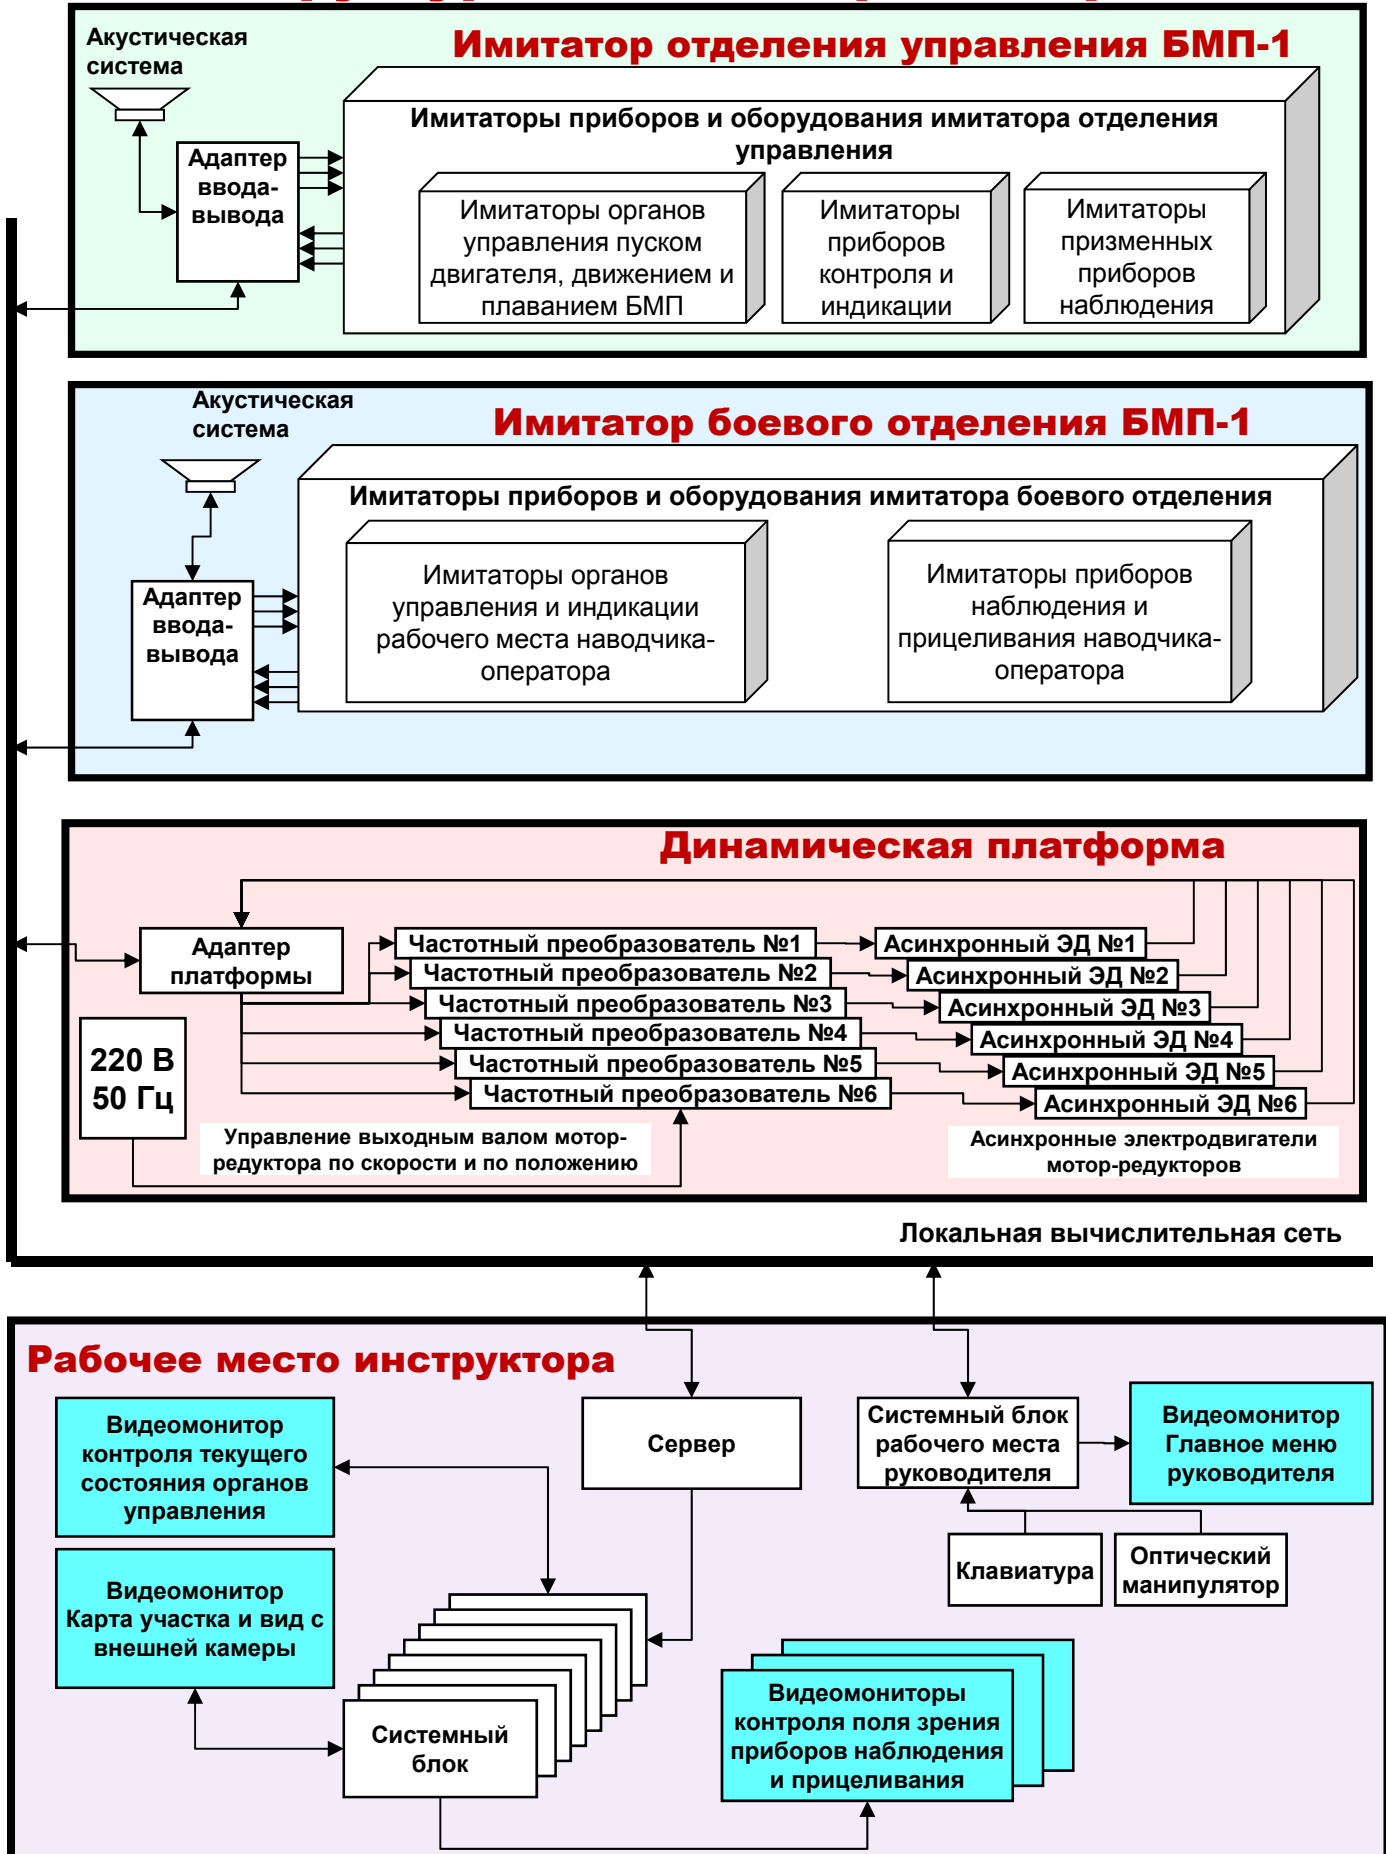 Акустическая
система
Имитатор отделения управления БМП-1
Имитаторы приборов и оборудования имитатора отделения
управления
Адаптер
ввода-
вывода
Имитаторы органов
управления пуском
двигателя, движением и
плаванием БМП
Имитаторы
приборов
контроля и
индикации
Имитаторы
призменных
приборов
наблюдения
Акустическая
система
Имитатор боевого отделения БМП-1
Имитаторы приборов и оборудования имитатора боевого отделения
Адаптер
ввода-
вывода
Имитаторы органов
управления и индикации
рабочего места наводчика-
оператора
Имитаторы приборов
наблюдения и
прицеливания наводчика-
оператора
Динамическая платформа
Адаптер
платформы
Частотный преобразователь №1
Асинхронный ЭД №1
Частотный преобразователь №2
Асинхронный ЭД №2
Частотный преобразователь №3
Асинхронный ЭД №3
Частотный преобразователь №4
Асинхронный ЭД №4
Частотный преобразователь №5
Асинхронный ЭД №5
Частотный преобразователь №6
Асинхронный ЭД №6
220 В
50 Гц
Управление выходным валом мотор-
редуктора по скорости и по положению
Асинхронные электродвигатели
мотор-редукторов
Локальная вычислительная сеть
Рабочее место инструктора
Видеомонитор
контроля текущего
состояния органов
управления
Сервер
Системный блок
рабочего места
руководителя
Видеомонитор
Главное меню
руководителя
Клавиатура
Оптический
манипулятор
Видеомонитор
Карта участка и вид с
внешней камеры
Системный
блок
Видеомониторы
контроля поля зрения
приборов наблюдения
и прицеливания